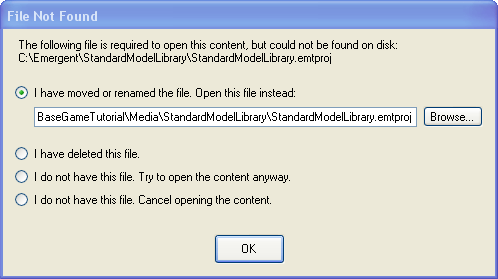 File Not Found
The following file is required to open this content, but could not be found on disk:
C:\Emergent\StandardModelLibrary\StandardModelLibrary.emtproj
I have moved or renamed the file. Open this file instead:
BaseGameTutorial\Media\StandardModelLibrary\StandardModelLibrary.emtproj
Browse...
I have deleted this file.
I do not have this file. Try to open the content anyway.
I do not have this file. Cancel opening the content.
OK